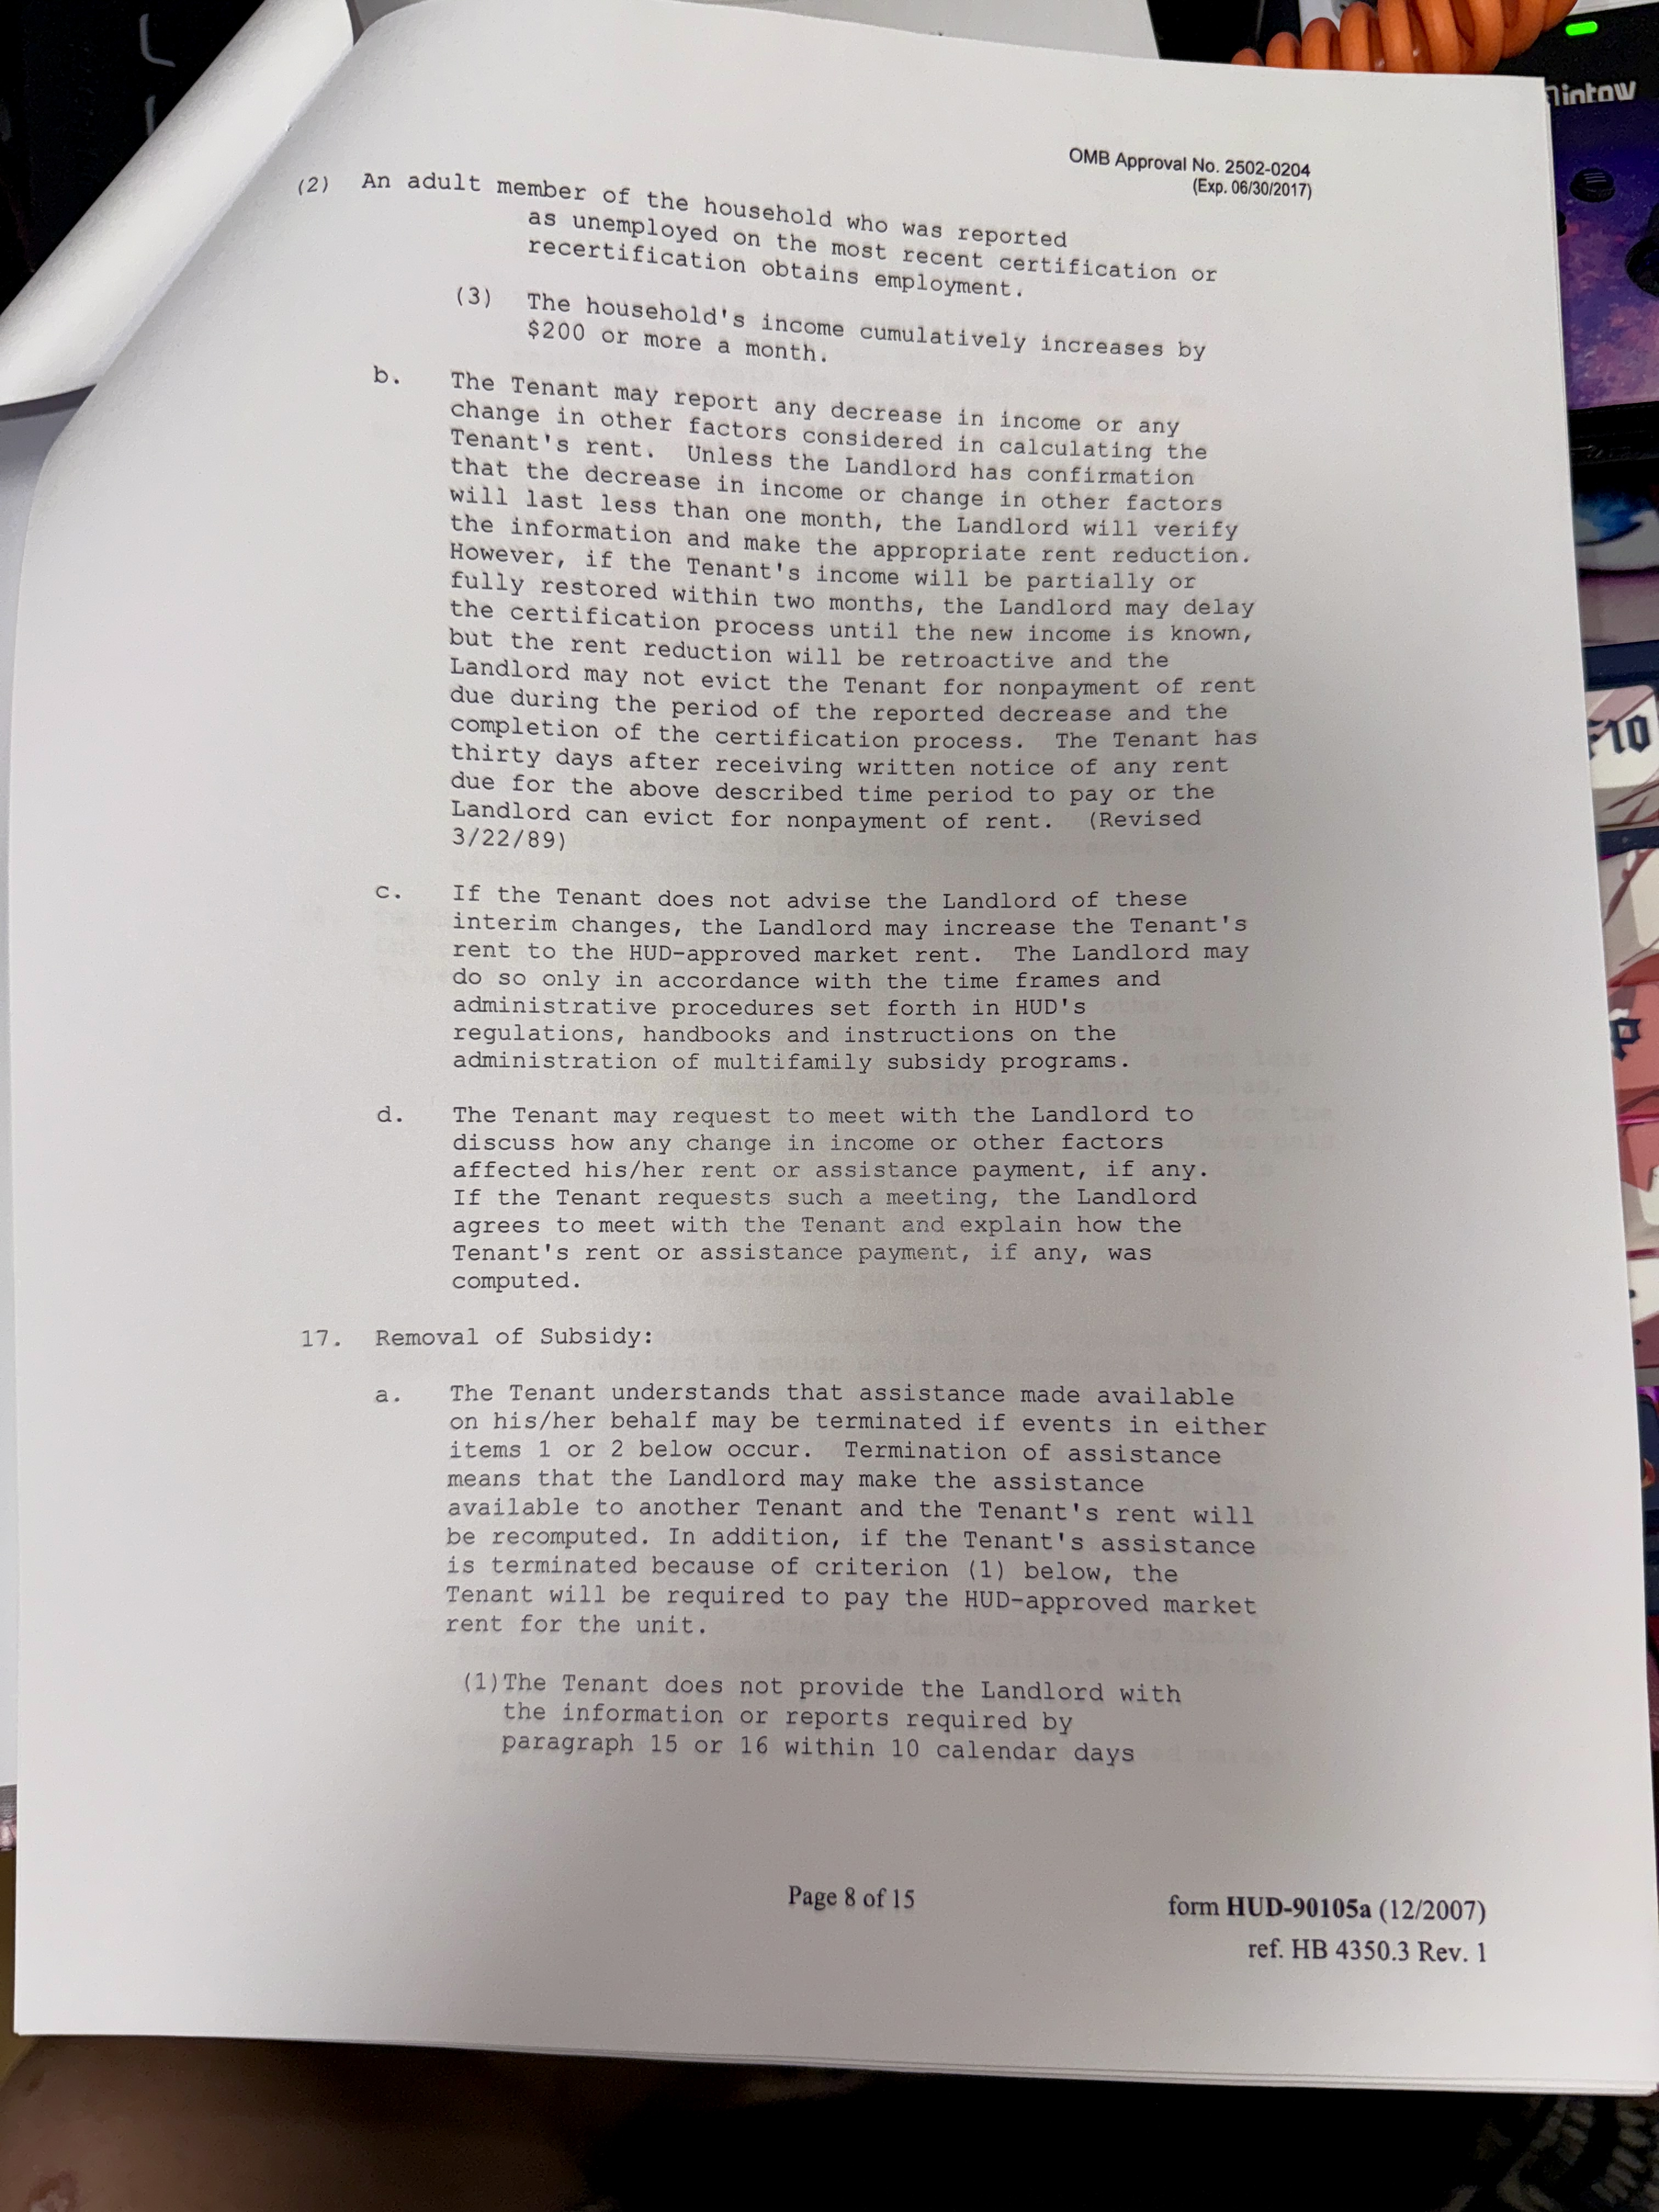 OMB Approval No. 2502-0204
(Exp. 06/30/2017)
(2) An adult member of the household who was reported
as unemployed on the most recent certification or
recertification obtains employment.
(3) The household's income cumulatively increases by
$200 or more a month.
b. The Tenant may report any decrease in income or any
change in other factors considered in calculating the
Tenant's rent. Unless the Landlord has confirmation
that the decrease in income or change in other factors
will last less than one month, the Landlord will verify
the information and make the appropriate rent reduction.
However, if the Tenant's income will be partially or
fully restored within two months, the Landlord may delay
the certification process until the new income is known,
but the rent reduction will be retroactive and the
Landlord may not evict the Tenant for nonpayment of rent
due during the period of the reported decrease and the
completion of the certification process. The Tenant has
thirty days after receiving written notice of any rent
due for the above described time period to pay or the
Landlord can evict for nonpayment of rent. (Revised
3/22/89)
c. If the Tenant does not advise the Landlord of these
interim changes, the Landlord may increase the Tenant's
rent to the HUD-approved market rent. The Landlord may
do so only in accordance with the time frames and
administrative procedures set forth in HUD's
regulations, handbooks and instructions on the
administration of multifamily subsidy programs.
d. The Tenant may request to meet with the Landlord to
discuss how any change in income or other factors
affected his/her rent or assistance payment, if any.
If the Tenant requests such a meeting, the Landlord
agrees to meet with the Tenant and explain how the
Tenant's rent or assistance payment, if any, was
computed.
17. Removal of Subsidy:
a. The Tenant understands that assistance made available
on his/her behalf may be terminated if events in either
items 1 or 2 below occur. Termination of assistance
means that the Landlord may make the assistance
available to another Tenant and the Tenant's rent will
be recomputed. In addition, if the Tenant's assistance
is terminated because of criterion (1) below, the
Tenant will be required to pay the HUD-approved market
rent for the unit.
(1)The Tenant does not provide the Landlord with
the information or reports required by
paragraph 15 or 16 within 10 calendar days
Page 8 of 15
form HUD-90105a (12/2007)
ref. HB 4350.3 Rev. 1
F10
P